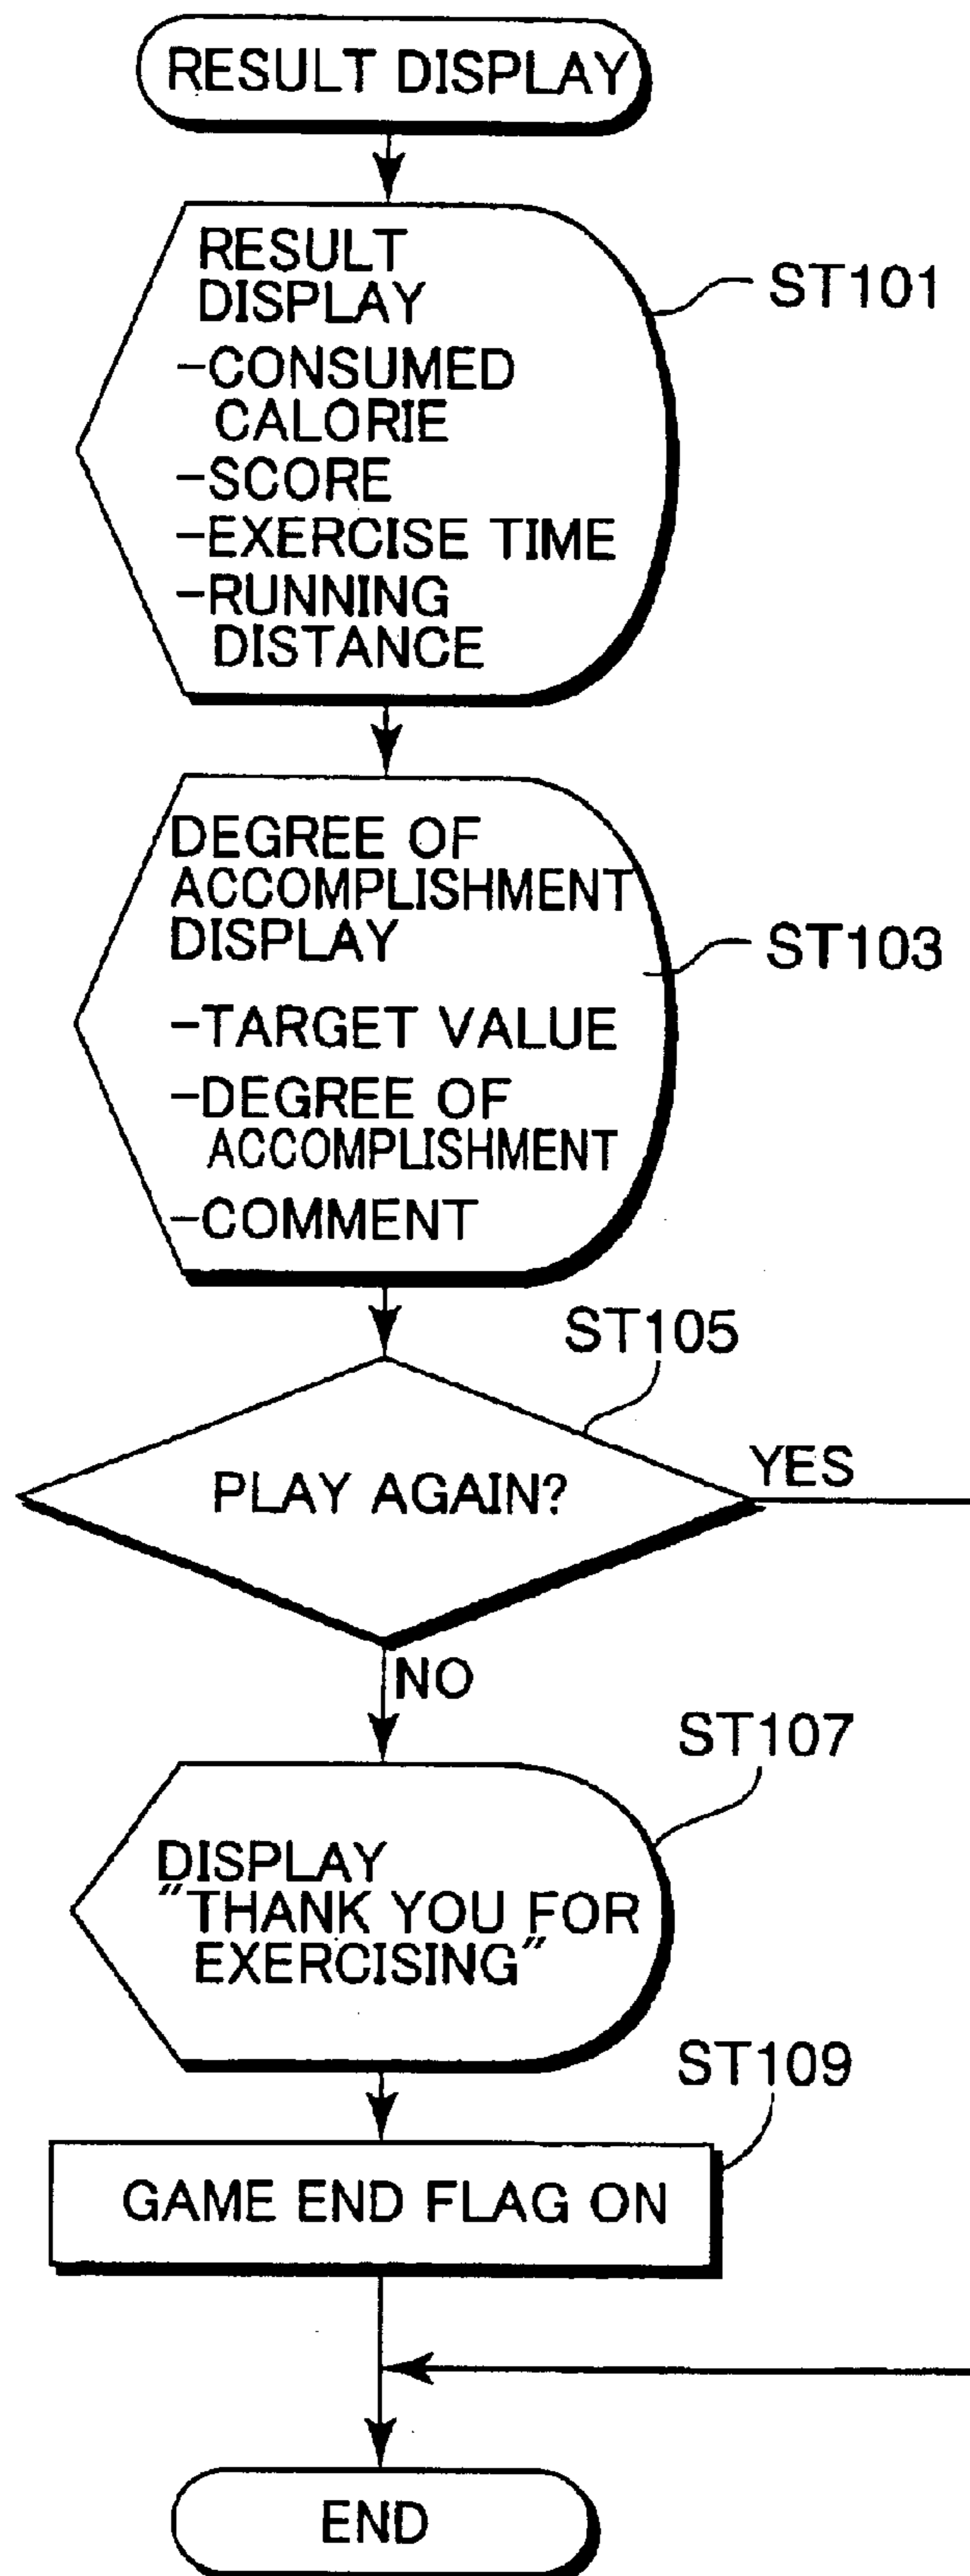 RESULT DISPLAY
RESULT
DISPLAY
-CONSUMED
CALORIE
-SCORE
-EXERCISE TIME
-RUNNING
DISTANCE
ST101
DEGREE OF
ACCOMPLISHMENT
DISPLAY
-TARGET VALUE
-DEGREE OF
ACCOMPLISHMENT
-COMMENT
ST103
ST105
PLAY AGAIN?
YES
NO
ST107
DISPLAY
"THANK YOU FOR
EXERCISING"
ST109
GAME END FLAG ON
END